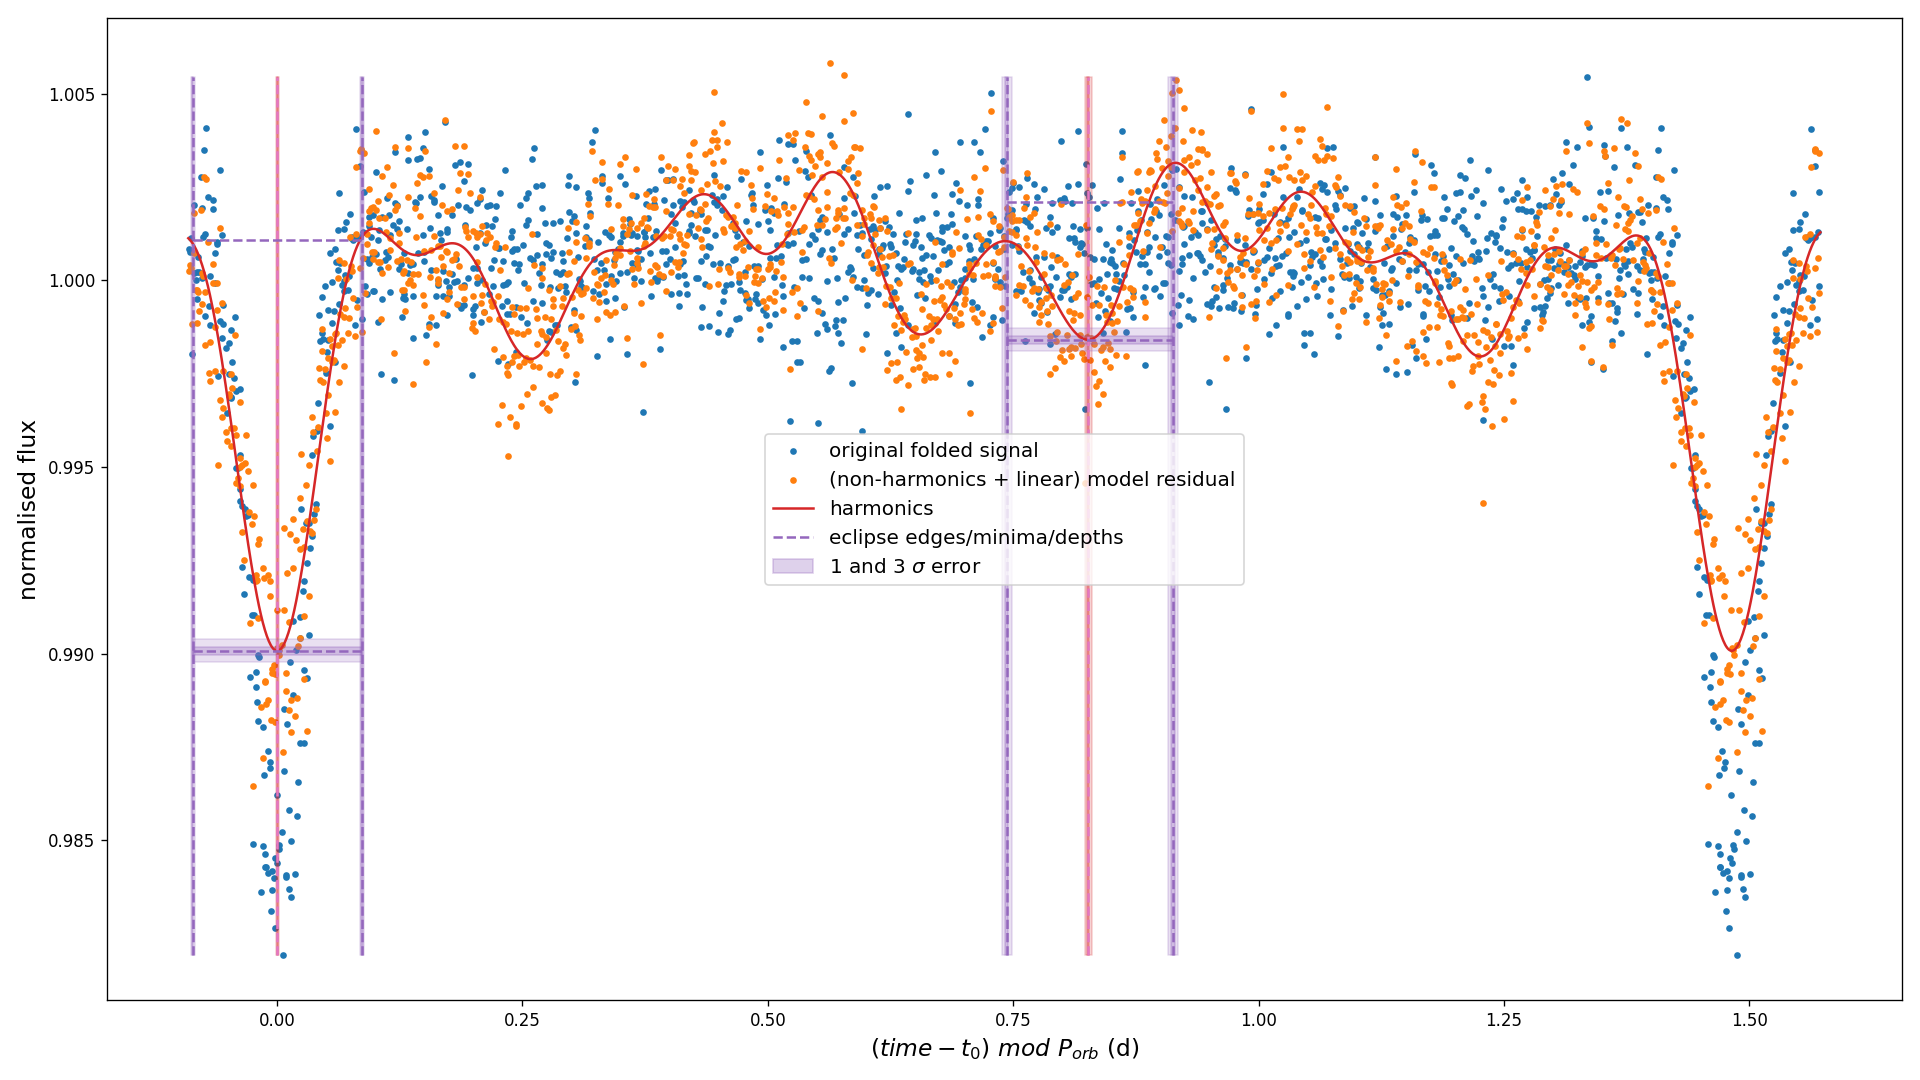 normalised flux
1.005
1.000
0.995
0.990
0.985
original folded signal
(non-harmonics + linear) model residual
harmonics
eclipse edges/minima/depths
1 and 3 σ error
0.00 0.25 0.50 0.75 1.00 1.25 1.50
(time − t₀) mod Pₒᵣb (d)